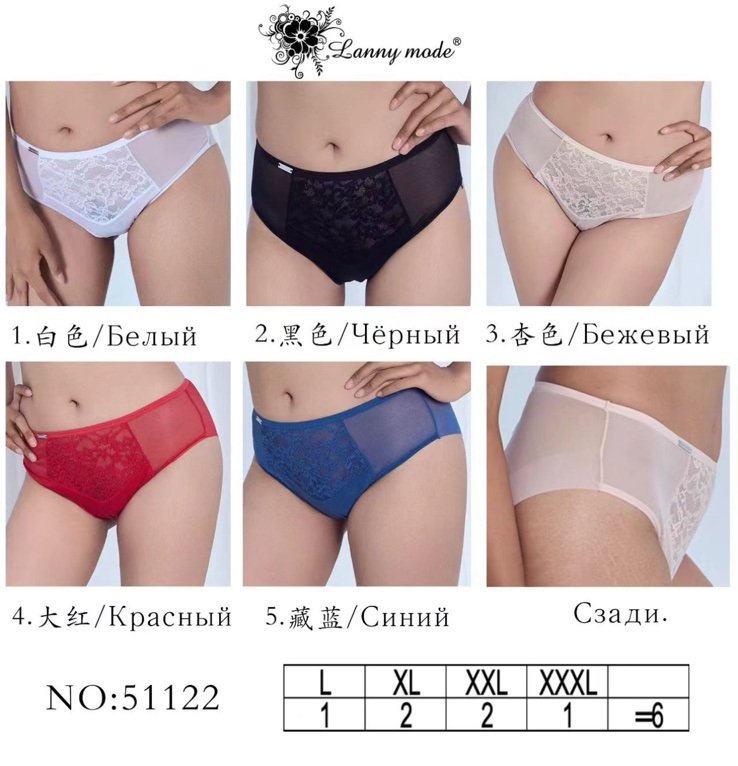 Lanny mode®
1.白色/Белый
2.黑色/Чёрный
3.杏色/Бежевый
4.大红/Красный
5.藏蓝/Синий
Сзади.
NO:51122
L XL XXL XXXL
1 2 2 1 =6